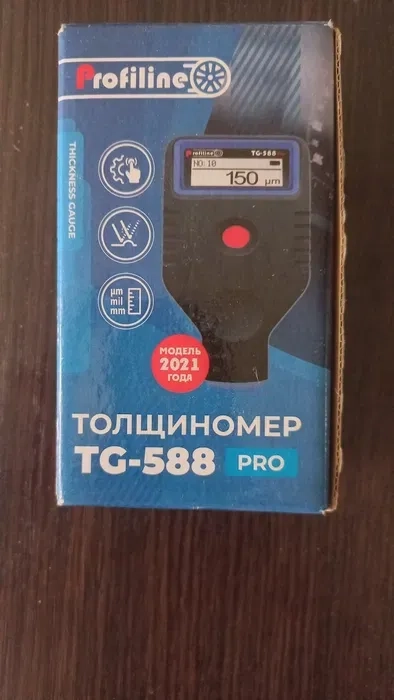 Profiline
THICKNESS GAUGE
Profiline TG-588
NO:10
150 µm
µm
mil
mm
МОДЕЛЬ
2021
ГОДА
ТОЛЩИНОМЕР
TG-588 PRO